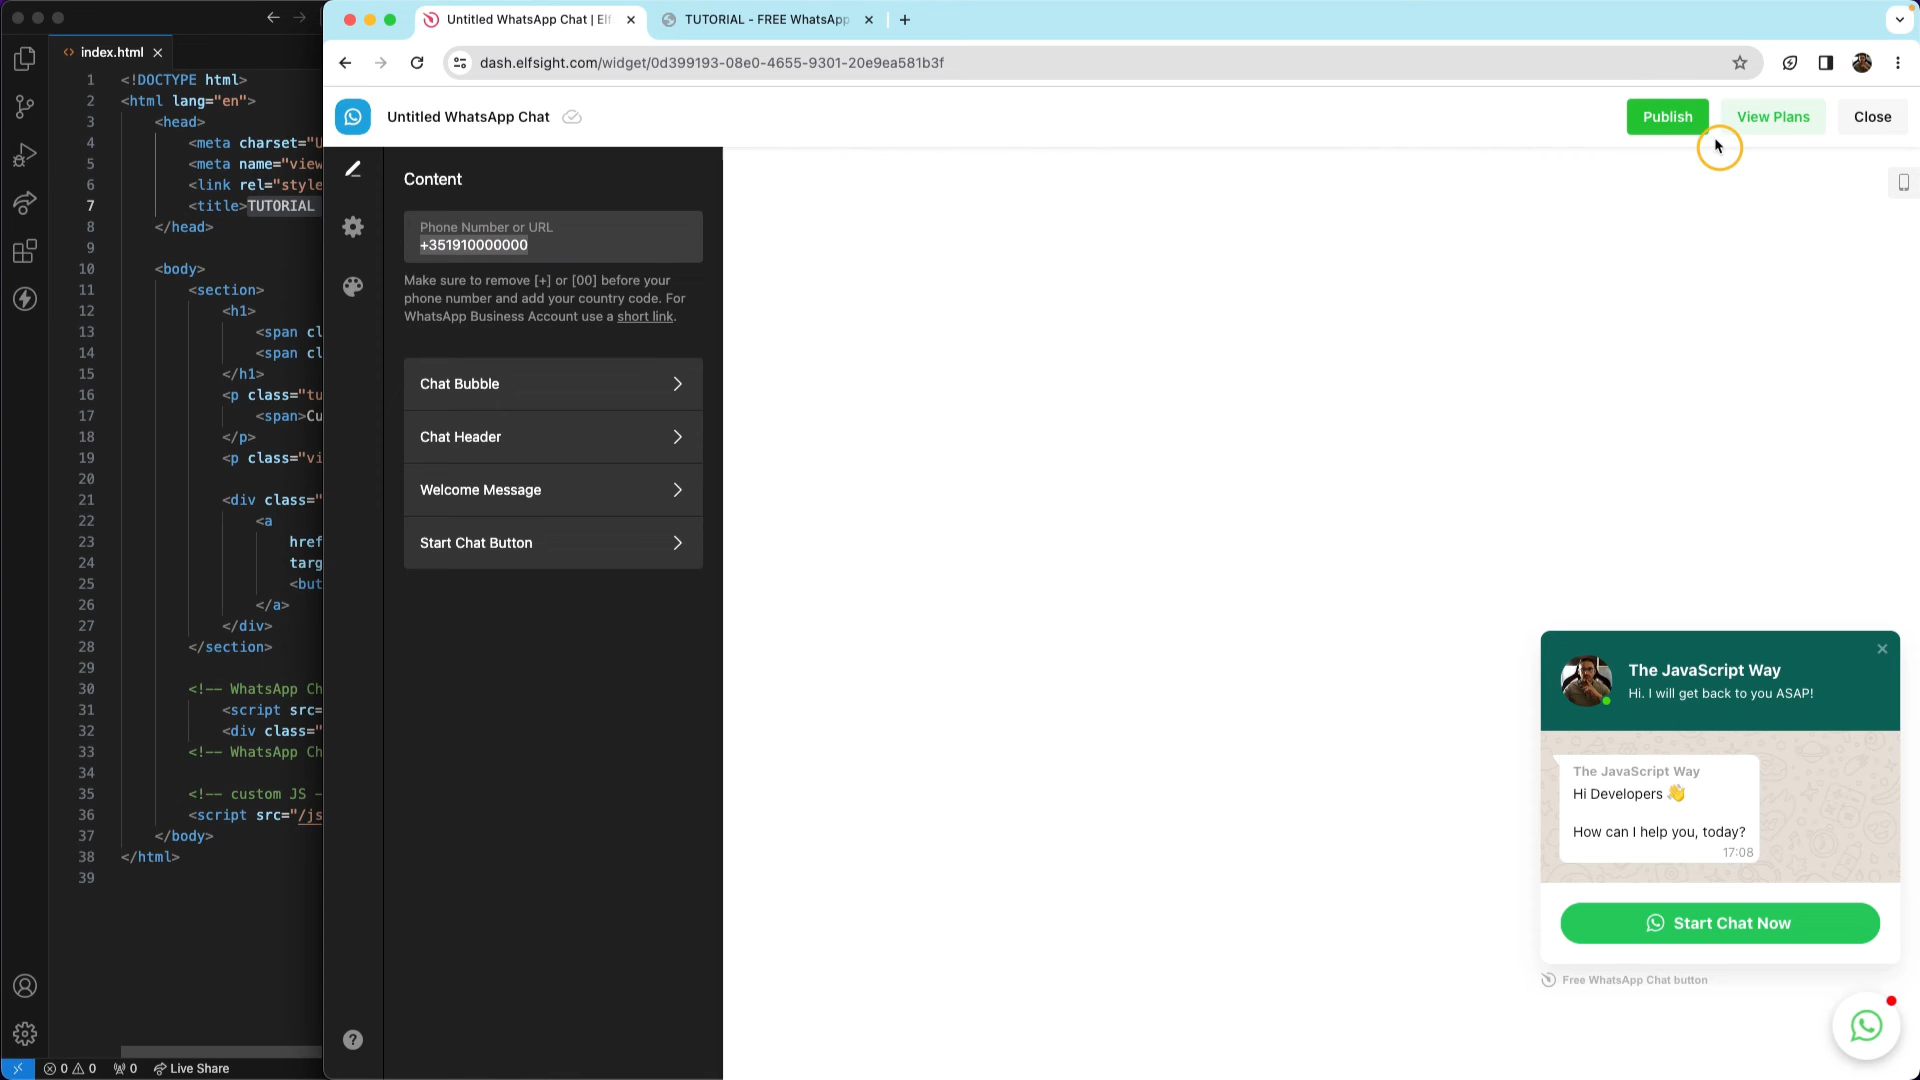 index.html
1 <!DOCTYPE html>
2 <html lang="en">
3 <head>
4 <meta charset="U
5 <meta name="view
6 <link rel="style
7 <title>TUTORIAL
8 </head>
9
10 <body>
11 <section>
12 <h1>
13 <span cl
14 <span cl
15 </h1>
16 <p class="tu
17 <span>Cu
18 </p>
19 <p class="vi
20
21 <div class="
22 <a
23 href
24 targ
25 <but
26 </a>
27 </div>
28 </section>
29
30 <!-- WhatsApp Ch
31 <script src=
32 <div class="
33 <!-- WhatsApp Ch
34
35 <!-- custom JS -
36 <script src="/js
37 </body>
38 </html>
39
0 0 0 Live Share
Untitled WhatsApp Chat | Elf
TUTORIAL - FREE WhatsApp
dash.elfsight.com/widget/0d399193-08e0-4655-9301-20e9ea581b3f
Untitled WhatsApp Chat
Publish
View Plans
Close
Content
Phone Number or URL
+351910000000
Make sure to remove [+] or [00] before your
phone number and add your country code. For
WhatsApp Business Account use a short link.
Chat Bubble
Chat Header
Welcome Message
Start Chat Button
The JavaScript Way
Hi. I will get back to you ASAP!
The JavaScript Way
Hi Developers 👋
How can I help you, today?
17:08
Start Chat Now
Free WhatsApp Chat button